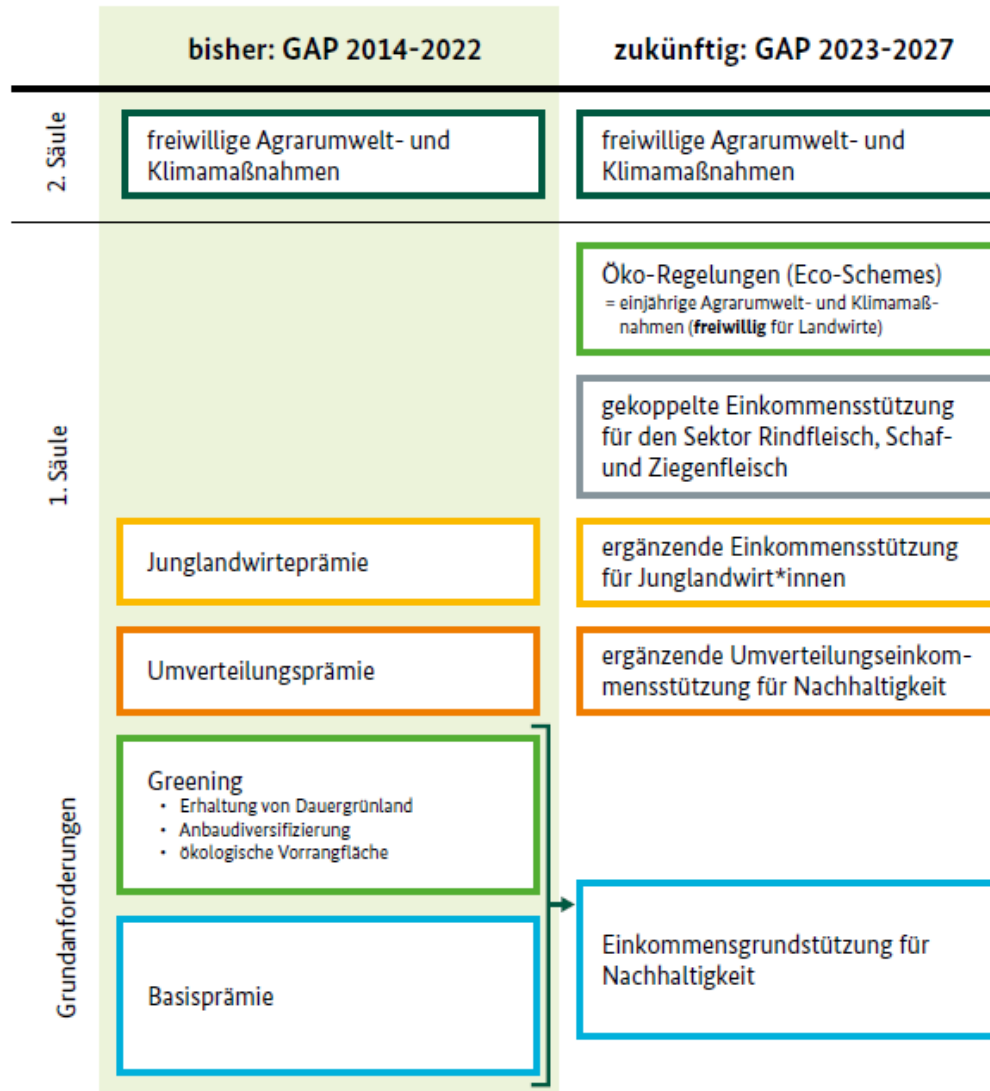 bisher: GAP 2014-2022
zukünftig: GAP 2023-2027
2. Säule
freiwillige Agrarumwelt- und
Klimamaßnahmen
freiwillige Agrarumwelt- und
Klimamaßnahmen
1. Säule
Öko-Regelungen (Eco-Schemes)
= einjährige Agrarumwelt- und Klimamaß-
nahmen (freiwillig für Landwirte)
gekoppelte Einkommensstützung
für den Sektor Rindfleisch, Schaf-
und Ziegenfleisch
Junglandwirteprämie
ergänzende Einkommensstützung
für Junglandwirt*innen
Umverteilungsprämie
ergänzende Umverteilungseinkom-
mensstützung für Nachhaltigkeit
Grundanforderungen
Greening
• Erhaltung von Dauergrünland
• Anbaudiversifizierung
• ökologische Vorrangfläche
Basisprämie
Einkommensgrundstützung für
Nachhaltigkeit